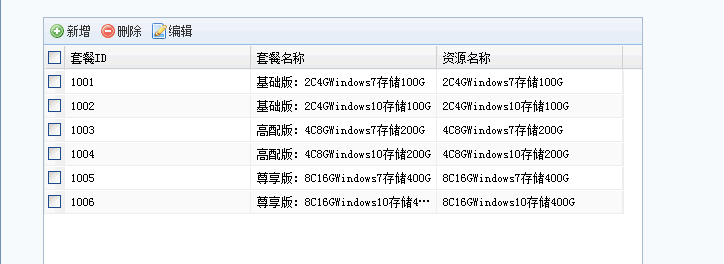 新增 删除 编辑
套餐ID 套餐名称 资源名称
1001 基础版：2C4GWindows7存储100G 2C4GWindows7存储100G
1002 基础版：2C4GWindows10存储100G 2C4GWindows10存储100G
1003 高配版：4C8GWindows7存储200G 4C8GWindows7存储200G
1004 高配版：4C8GWindows10存储200G 4C8GWindows10存储200G
1005 尊享版：8C16GWindows7存储400G 8C16GWindows7存储400G
1006 尊享版：8C16GWindows10存储4… 8C16GWindows10存储400G